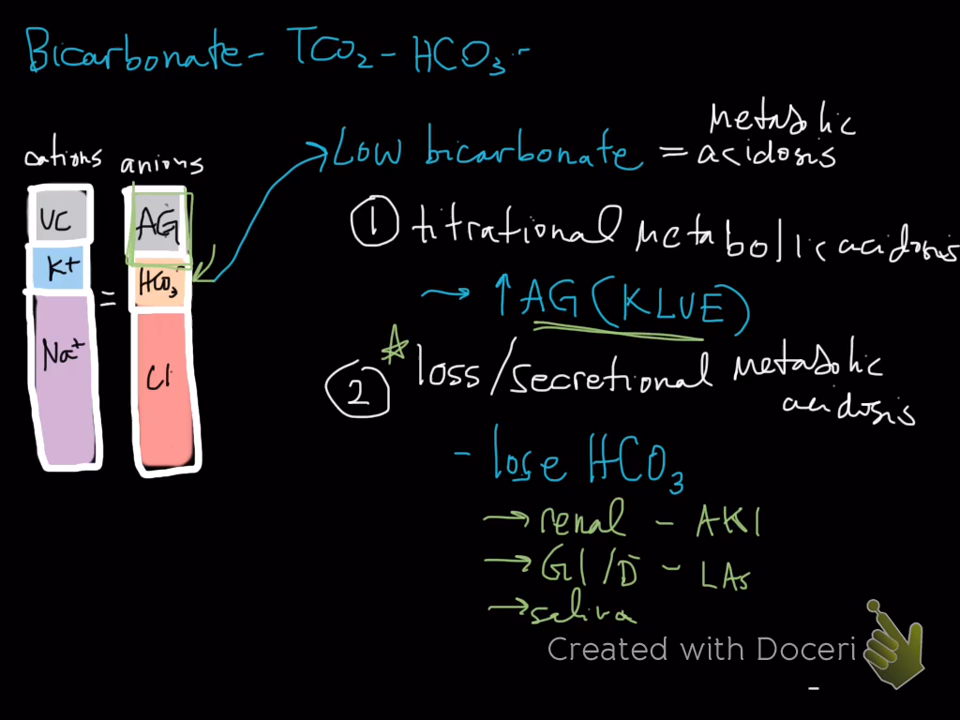 Bicarbonate - TCO2 - HCO3-
cations
anions
UC
AG
K+
HCO3-
=
Na+
Cl
→ Low bicarbonate = metabolic acidosis
① titrational metabolic acidosis
→ ↑AG (KLUE)
② loss/secretional metabolic
acidosis
- lose HCO3
→ renal - AKI
→ GI/D - LAs
→ saliva
Created with Doceri